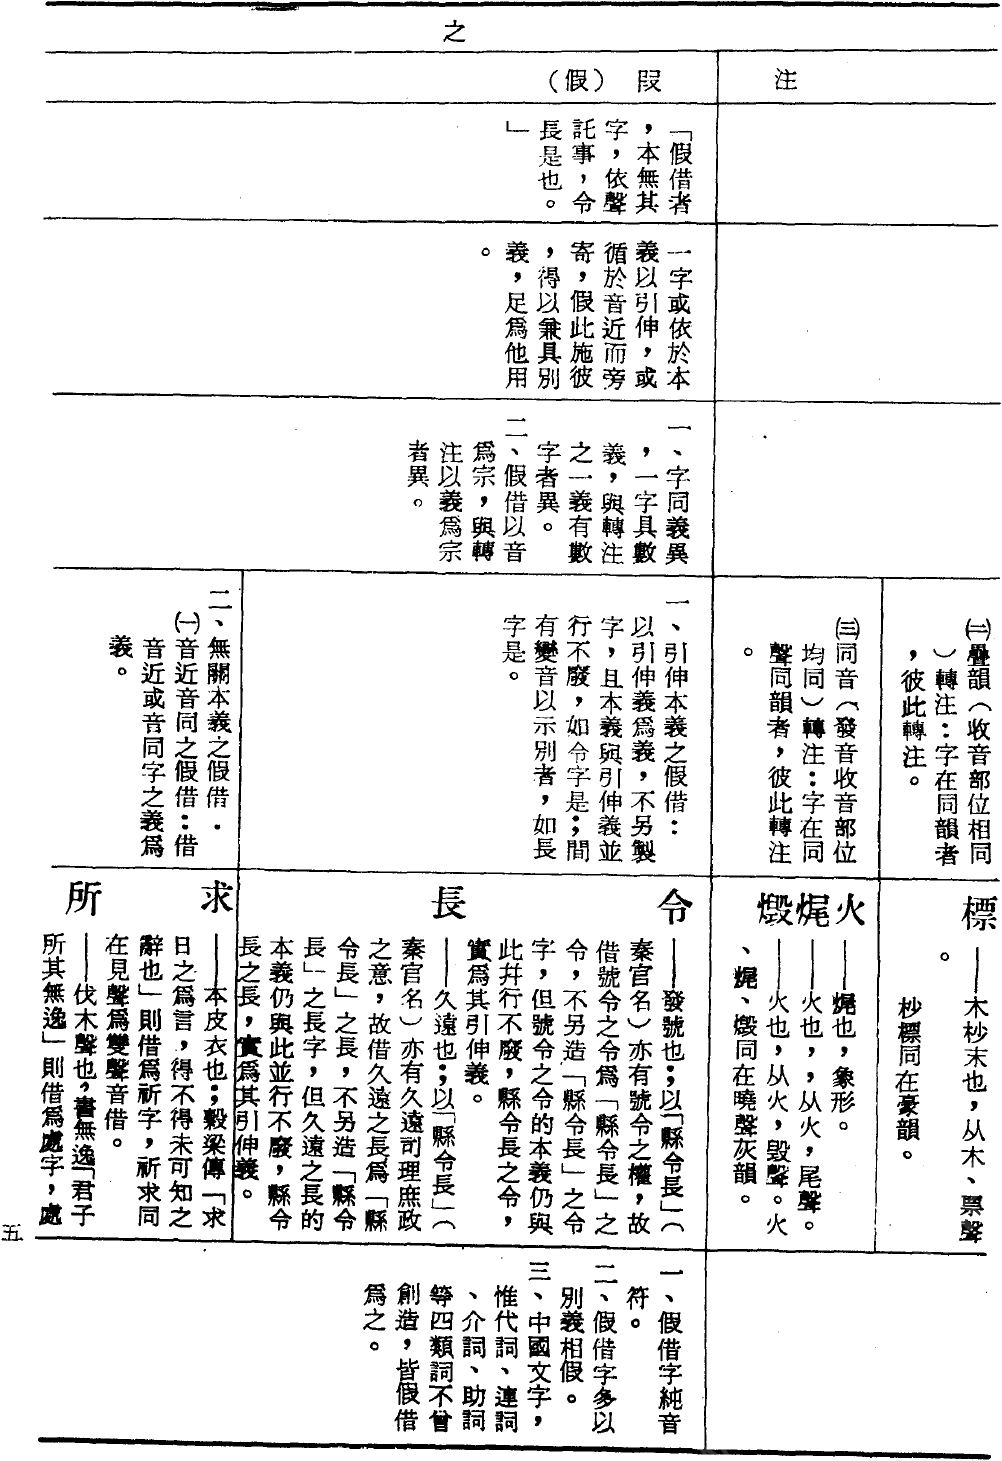 之
注
㈡疊韻（收音部位相同
）轉注：字在同韻者
，彼此轉注。
㈢同音（發音收音部位
均同）轉注：字在同
聲同韻者，彼此轉注
。
標——木杪末也，从木、票聲
。
杪標同在豪韻。
火——燬也，象形。
焜——火也，从火，尾聲。
燬——火也，从火，毀聲。火
、焜、燬同在曉聲灰韻。
叚（假）
「假借者
，本無其
字，依聲
託事，令
長是也。
」
一字或依於本
義以引伸，或
循於音近而旁
寄，假此施彼
，得以兼具別
義，足爲他用
。
一、字同義異
，一字具數
義，與轉注
之一義有數
字者異。
二、假借以音
爲宗，與轉
注以義爲宗
者異。
一、引伸本義之假借：
以引伸義爲義，不另製
字，且本義與引伸義並
行不廢，如令字是；間
有變音以示別者，如長
字是。
二、無關本義之假借．
㈠音近音同之假借：借
音近或音同字之義爲
義。
令——發號也；以「縣令長」（
秦官名）亦有號令之權，故
借號令之令爲「縣令長」之
令，不另造「縣令長」之令
字，但號令之令的本義仍與
此幷行不廢，縣令長之令，
實爲其引伸義。
長——久遠也；以「縣令長」（
秦官名）亦有久遠司理庶政
之意，故借久遠之長爲「縣
令長」之長，不另造「縣令
長」之長字，但久遠之長的
本義仍與此並行不廢，縣令
長之長，實爲其引伸義。
求——本皮衣也；穀梁傳「求
日之爲言，得不得未可知之
辭也」則借爲祈字，祈求同
在見聲爲雙聲音借。
所——伐木聲也，書無逸「君子
所其無逸」則借爲處字，處
一、假借字純音
符。
二、假借字多以
別義相假。
三、中國文字，
惟代詞、連詞
、介詞、助詞
等四類詞不曾
創造，皆假借
爲之。
五